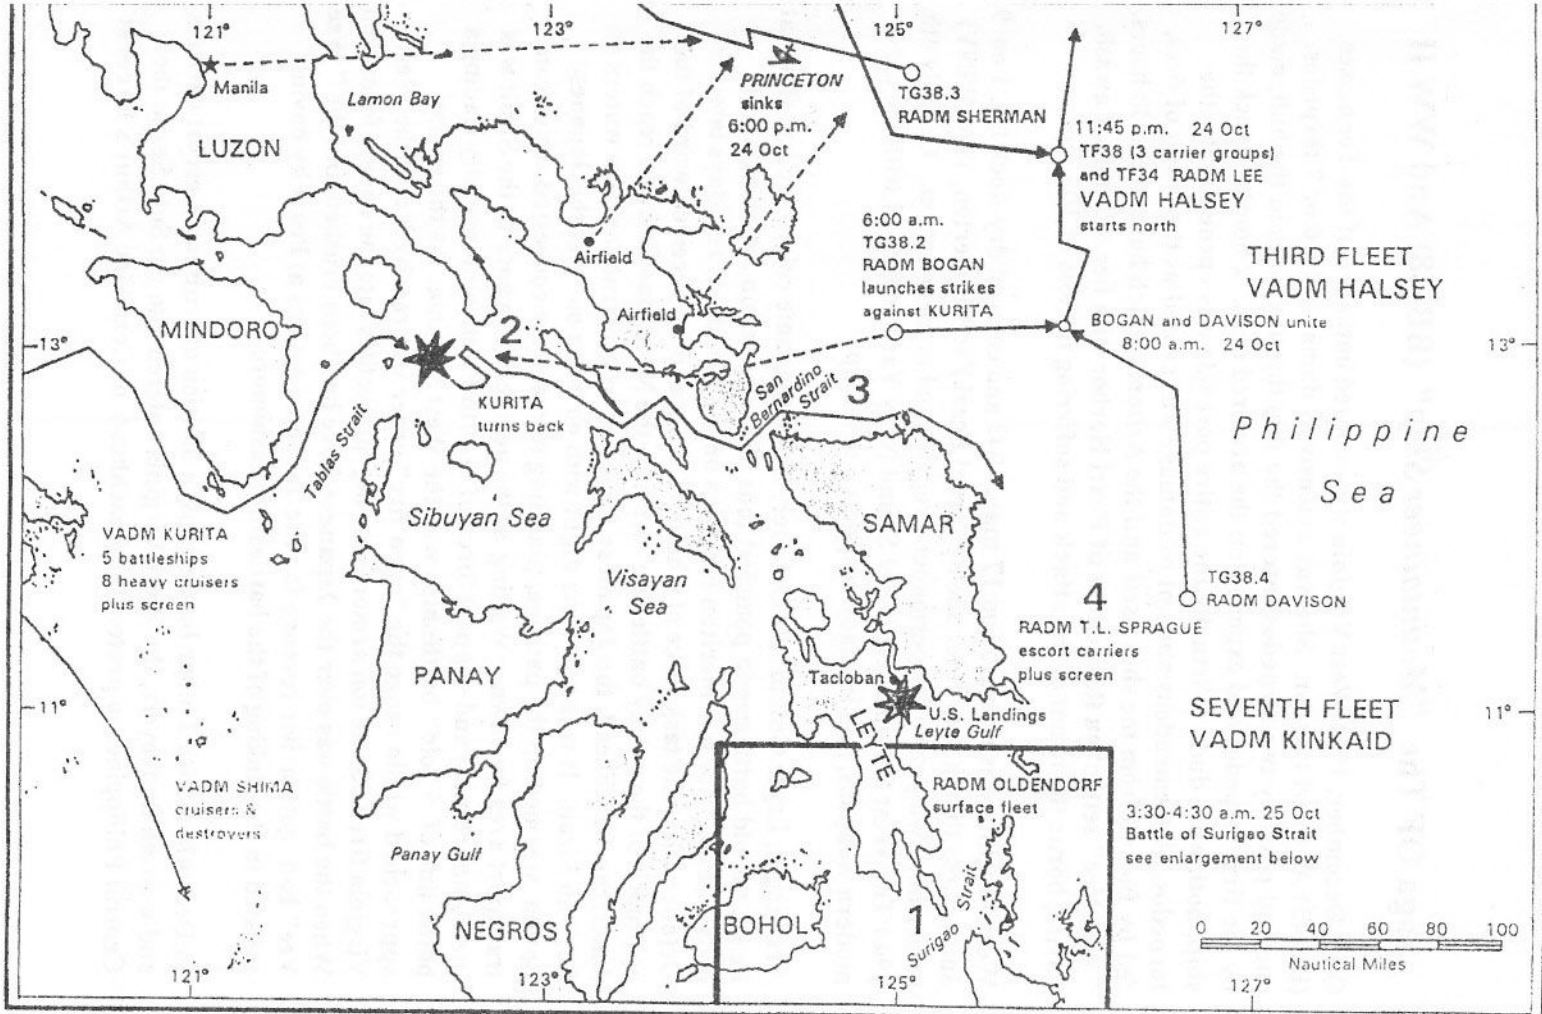 121°
123°
125°
127°
Manila
Lamon Bay
LUZON
PRINCETON
sinks
6:00 p.m.
24 Oct
TG38.3
RADM SHERMAN
11:45 p.m. 24 Oct
TF38 (3 carrier groups)
and TF34 RADM LEE
VADM HALSEY
starts north
Airfield
6:00 a.m.
TG38.2
RADM BOGAN
launches strikes
against KURITA
THIRD FLEET
VADM HALSEY
Airfield
MINDORO
2
BOGAN and DAVISON unite
8:00 a.m. 24 Oct
13°
13°
San
Bernardino
Strait
3
KURITA
turns back
Tablas Strait
Philippine
Sea
Sibuyan Sea
SAMAR
VADM KURITA
5 battleships
8 heavy cruisers
plus screen
Visayan
Sea
TG38.4
RADM DAVISON
4
RADM T.L. SPRAGUE
escort carriers
plus screen
PANAY
Tacloban
11°
U.S. Landings
Leyte Gulf
LEYTE
SEVENTH FLEET
VADM KINKAID
11°
VADM SHIMA
cruisers &
destroyers
RADM OLDENDORF
surface fleet
3:30-4:30 a.m. 25 Oct
Battle of Surigao Strait
see enlargement below
Panay Gulf
NEGROS
BOHOL
1
Surigao Strait
0 20 40 60 80 100
Nautical Miles
121°
123°
125°
127°